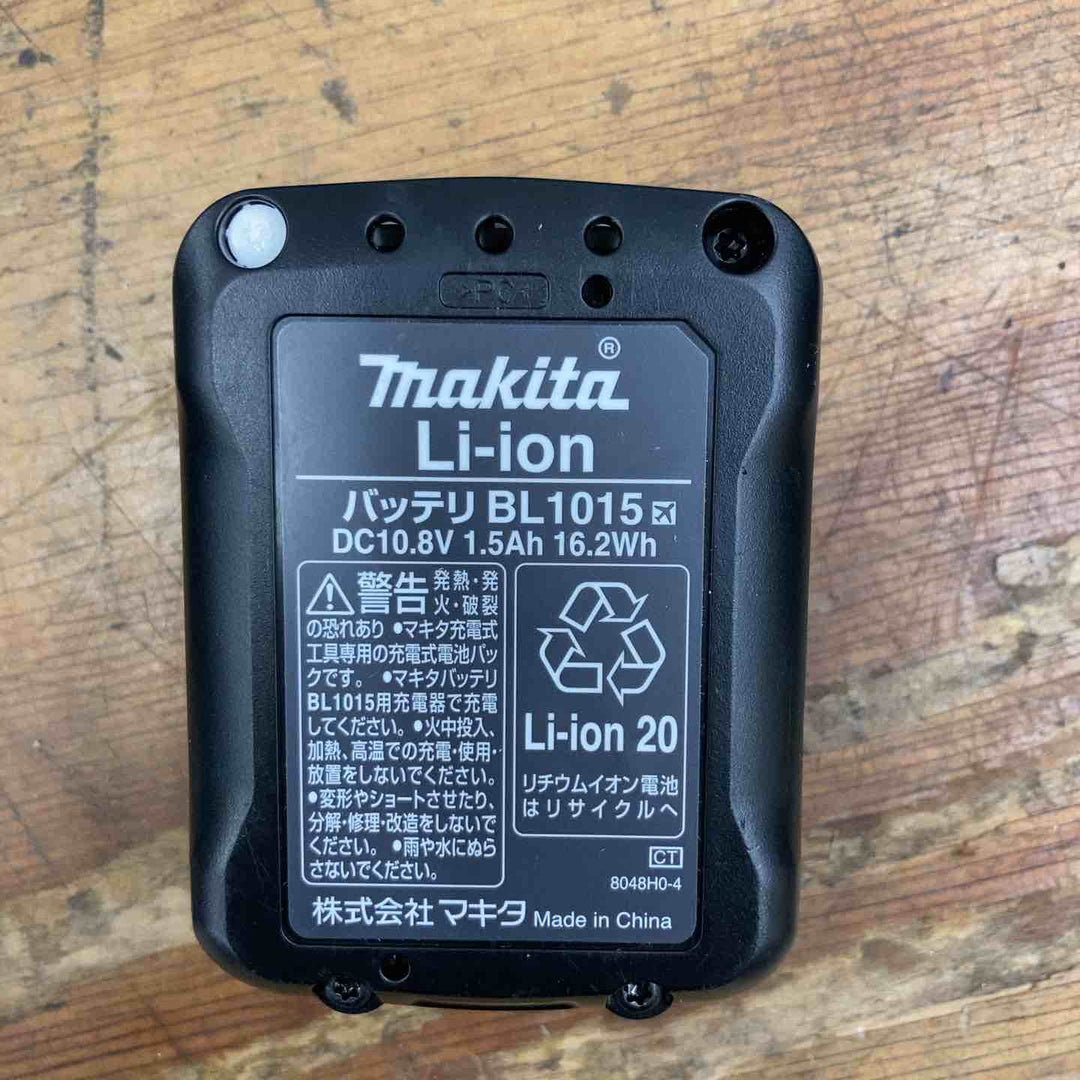 >PC<
makita®
Li-ion
バッテリ BL1015
DC10.8V 1.5Ah 16.2Wh
警告 発熱・発
火・破裂
の恐れあり ●マキタ充電式
工具専用の充電式電池パッ
クです。 ●マキタバッテリ
BL1015用充電器で充電
してください。●火中投入、
加熱、高温での充電・使用・
放置をしないでください。
●変形やショートさせたり、
分解・修理・改造をしないで
ください。 ●雨や水にぬら
さないでください。
Li-ion 20
リチウムイオン電池
はリサイクルへ
CT
8048H0-4
株式会社 マキタ Made in China